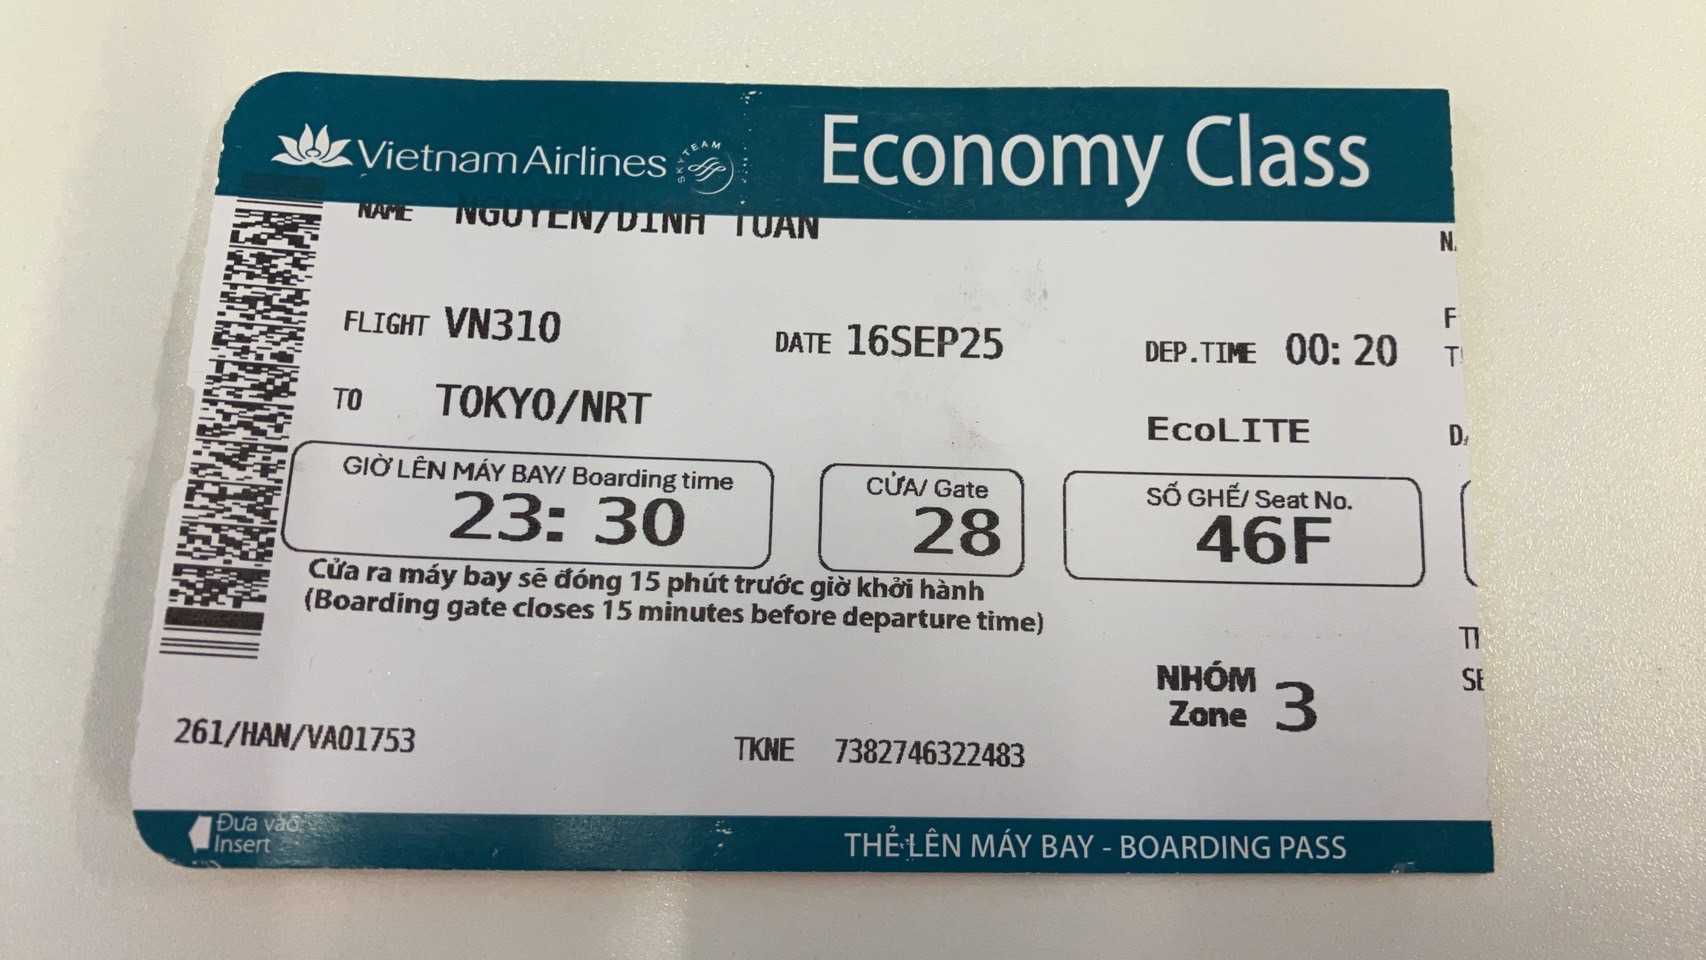 Vietnam Airlines SKYTEAM Economy Class
NAME NGUYEN/DINH TUAN
N.
FLIGHT VN310 DATE 16SEP25 DEP.TIME 00:20
F
T
TO TOKYO/NRT EcoLITE
GIỜ LÊN MÁY BAY/ Boarding time CỬA/ Gate SỐ GHẾ/ Seat No.
23:30 28 46F
Cửa ra máy bay sẽ đóng 15 phút trước giờ khởi hành
(Boarding gate closes 15 minutes before departure time)
NHÓM
Zone 3
SE
261/HAN/VA01753 TKNE 7382746322483
Đưa vào
Insert
THẺ LÊN MÁY BAY - BOARDING PASS